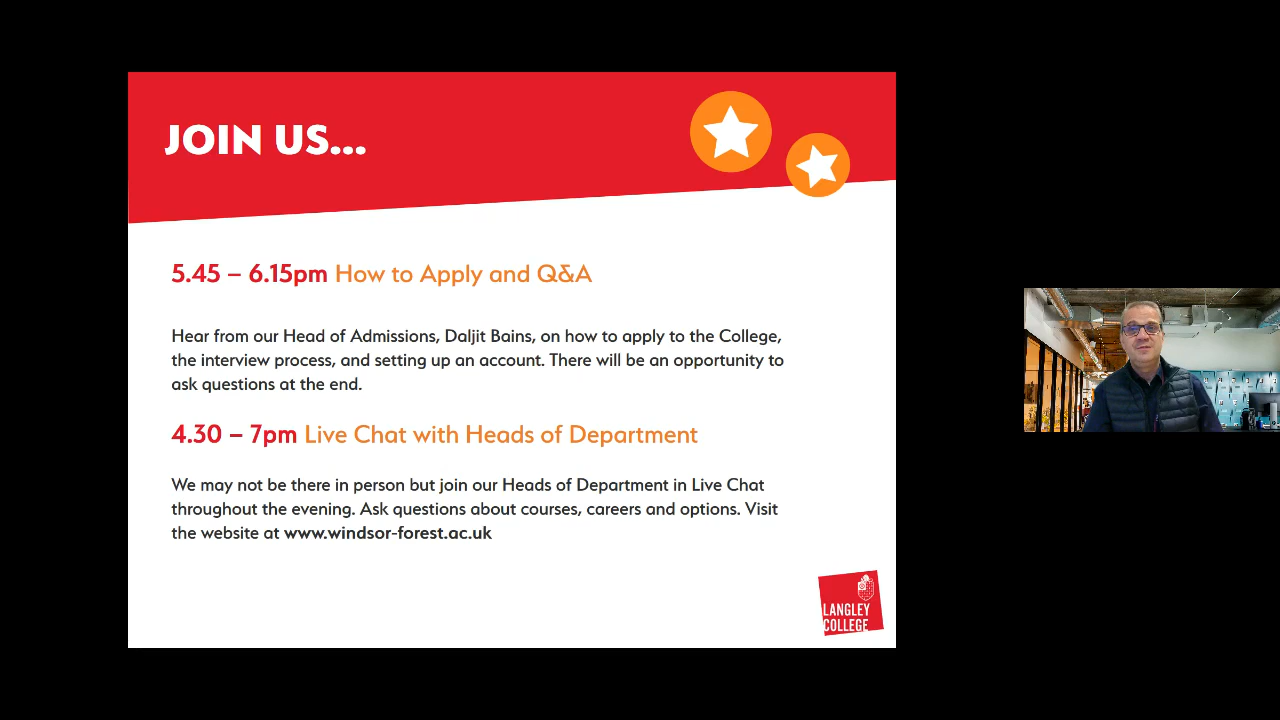 JOIN US...
5.45 – 6.15pm How to Apply and Q&A
Hear from our Head of Admissions, Daljit Bains, on how to apply to the College,
the interview process, and setting up an account. There will be an opportunity to
ask questions at the end.
4.30 – 7pm Live Chat with Heads of Department
We may not be there in person but join our Heads of Department in Live Chat
throughout the evening. Ask questions about courses, careers and options. Visit
the website at www.windsor-forest.ac.uk
LANGLEY
COLLEGE